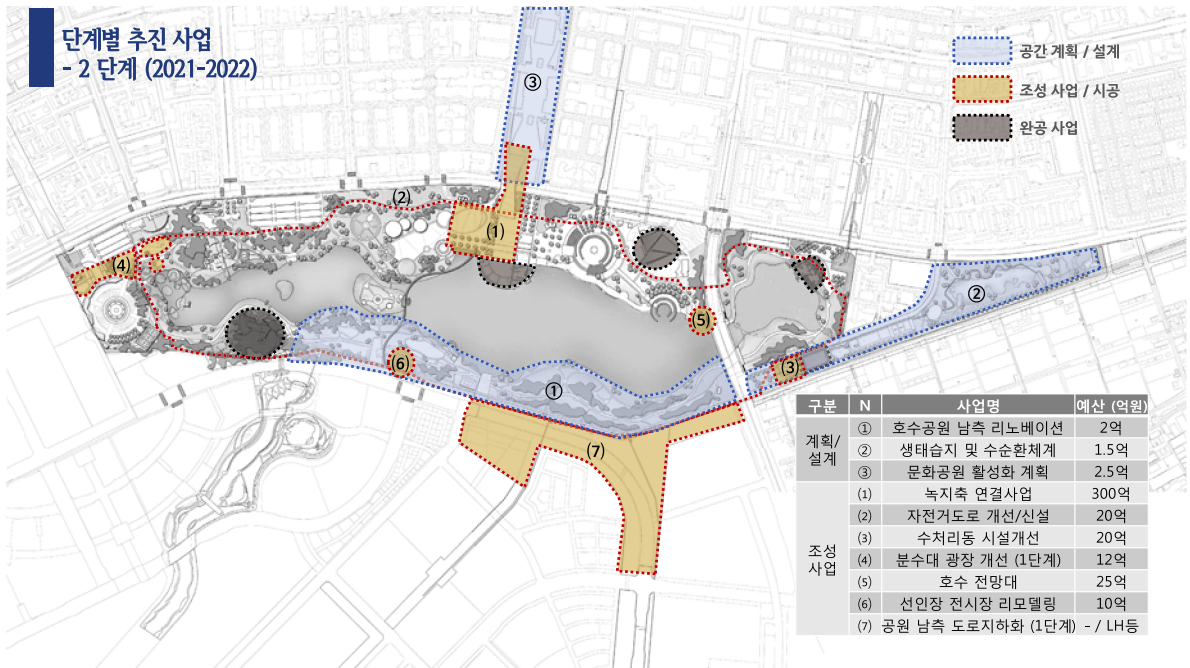 단계별 추진 사업
- 2 단계 (2021-2022)
공간 계획 / 설계
조성 사업 / 시공
완공 사업
③
(2)
(1)
(4)
②
(5)
(6)
(3)
①
(7)
구분 N 사업명 예산 (억원)
계획/
설계
① 호수공원 남측 리노베이션 2억
② 생태습지 및 수순환체계 1.5억
③ 문화공원 활성화 계획 2.5억
조성
사업
(1) 녹지축 연결사업 300억
(2) 자전거도로 개선/신설 20억
(3) 수처리동 시설개선 20억
(4) 분수대 광장 개선 (1단계) 12억
(5) 호수 전망대 25억
(6) 선인장 전시장 리모델링 10억
(7) 공원 남측 도로지하화 (1단계) - / LH등